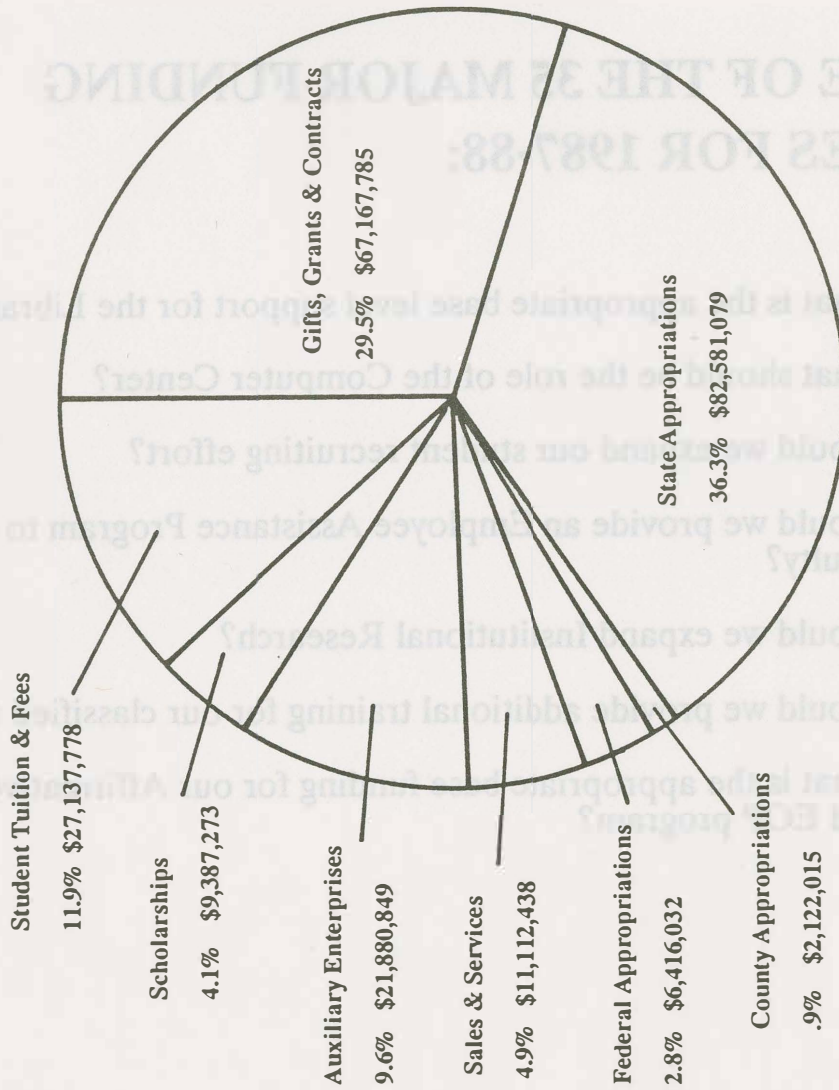 Student Tuition & Fees
11.9% $27,197,778
Scholarships
4.1% $9,387,273
Auxiliary Enterprises
9.6% $21,880,849
Sales & Services
4.9% $11,112,438
Federal Appropriations
2.8% $6,416,032
County Appropriations
.9% $2,122,015
Gifts, Grants & Contracts
29.5% $67,167,785
State Appropriations
36.3% $82,581,079